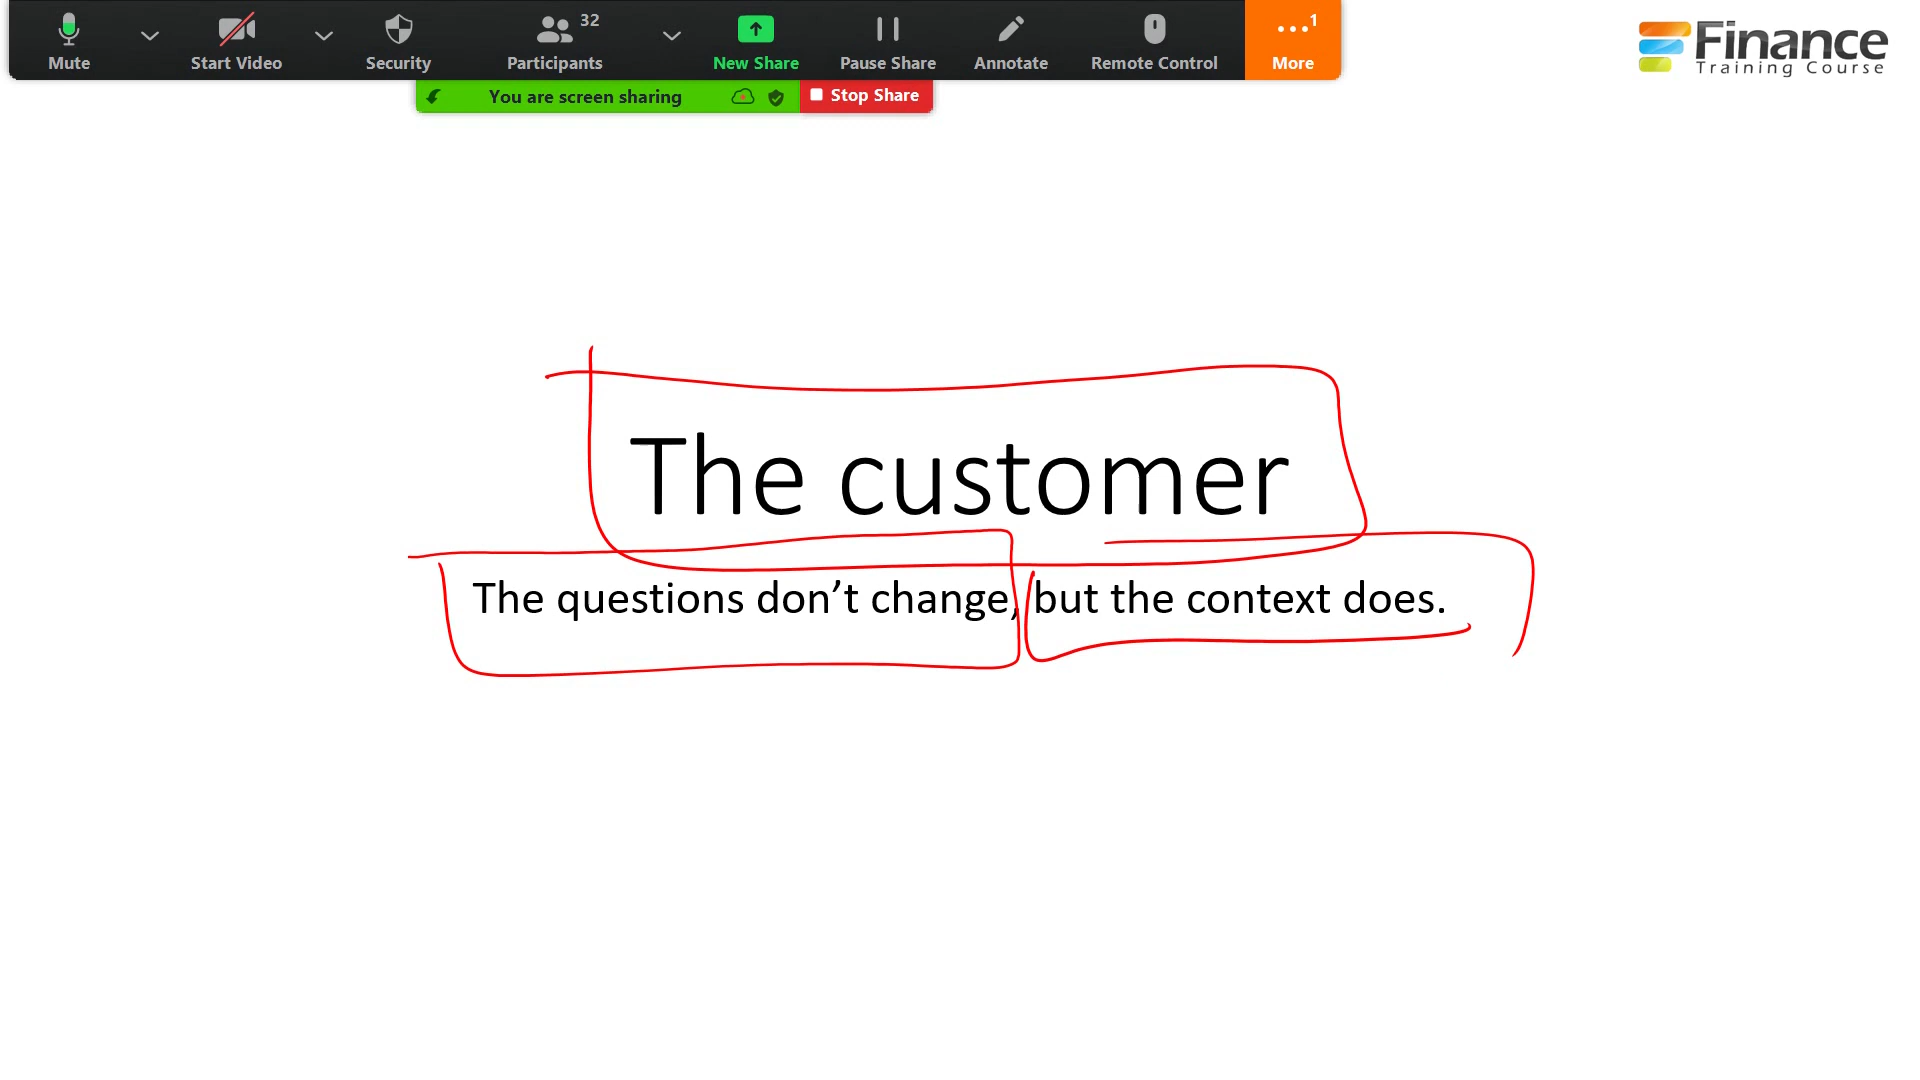 Mute
Start Video
Security
Participants
32
New Share
Pause Share
Annotate
Remote Control
More
1
You are screen sharing
Stop Share
Finance
Training Course
The customer
The questions don’t change, but the context does.